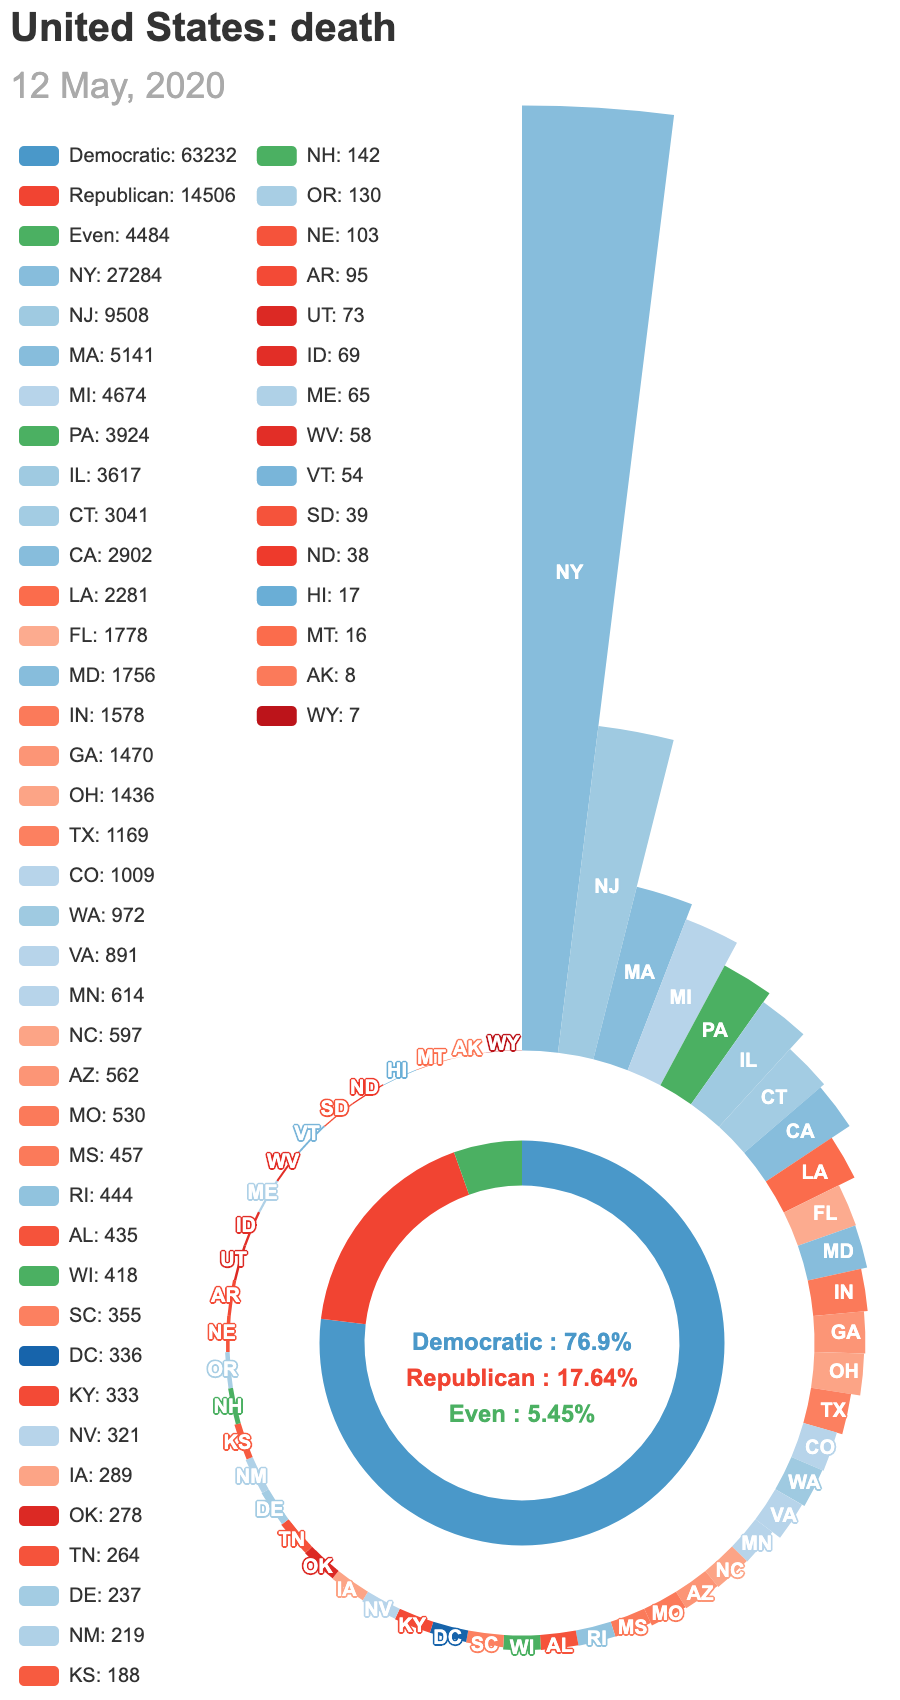 United States: death
12 May, 2020
Democratic: 63232
Republican: 14506
Even: 4484
NY: 27284
NJ: 9508
MA: 5141
MI: 4674
PA: 3924
IL: 3617
CT: 3041
CA: 2902
LA: 2281
FL: 1778
MD: 1756
IN: 1578
GA: 1470
OH: 1436
TX: 1169
CO: 1009
WA: 972
VA: 891
MN: 614
NC: 597
AZ: 562
MO: 530
MS: 457
RI: 444
AL: 435
WI: 418
SC: 355
DC: 336
KY: 333
NV: 321
IA: 289
OK: 278
TN: 264
DE: 237
NM: 219
KS: 188
NH: 142
OR: 130
NE: 103
AR: 95
UT: 73
ID: 69
ME: 65
WV: 58
VT: 54
SD: 39
ND: 38
HI: 17
MT: 16
AK: 8
WY: 7
NY
NJ
MA
MI
PA
IL
CT
CA
LA
FL
MD
IN
GA
OH
TX
CO
WA
VA
MN
NC
AZ
MO
MS
RI
AL
WI
SC
DC
KY
NV
IA
OK
TN
DE
NM
KS
NH
OR
NE
AR
UT
ID
ME
WV
VT
SD
ND
HI
MT
AK
WY
Democratic : 76.9%
Republican : 17.64%
Even : 5.45%